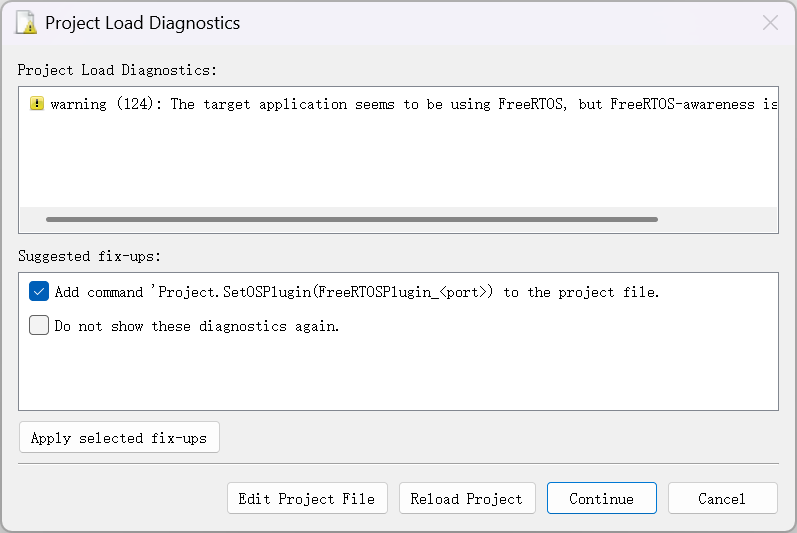 Project Load Diagnostics
Project Load Diagnostics:
warning (124): The target application seems to be using FreeRTOS, but FreeRTOS-awareness is
Suggested fix-ups:
Add command 'Project.SetOSPlugin(FreeRTOSPlugin_<port>) to the project file.
Do not show these diagnostics again.
Apply selected fix-ups
Edit Project File
Reload Project
Continue
Cancel